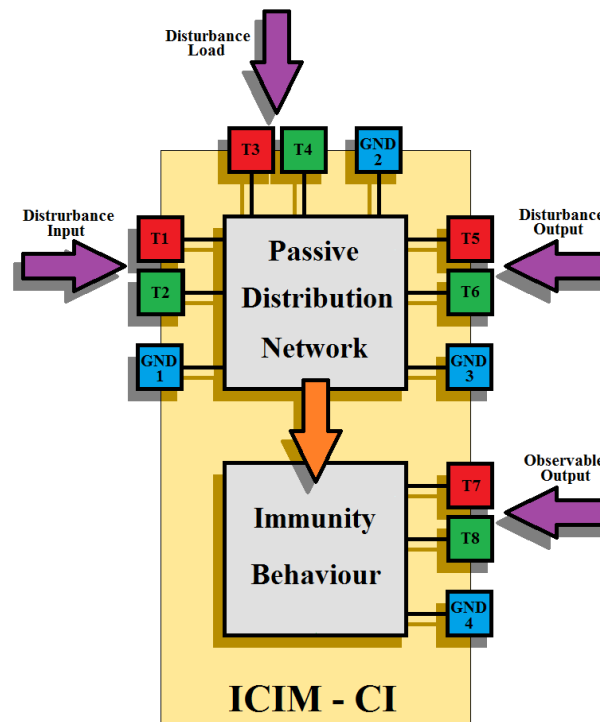 Disturbance
Load
T3
T4
GND
2
Distrurbance
Input
T1
T2
GND
1
Passive
Distribution
Network
T5
T6
GND
3
Disturbance
Output
Immunity
Behaviour
T7
T8
GND
4
Observable
Output
ICIM - CI